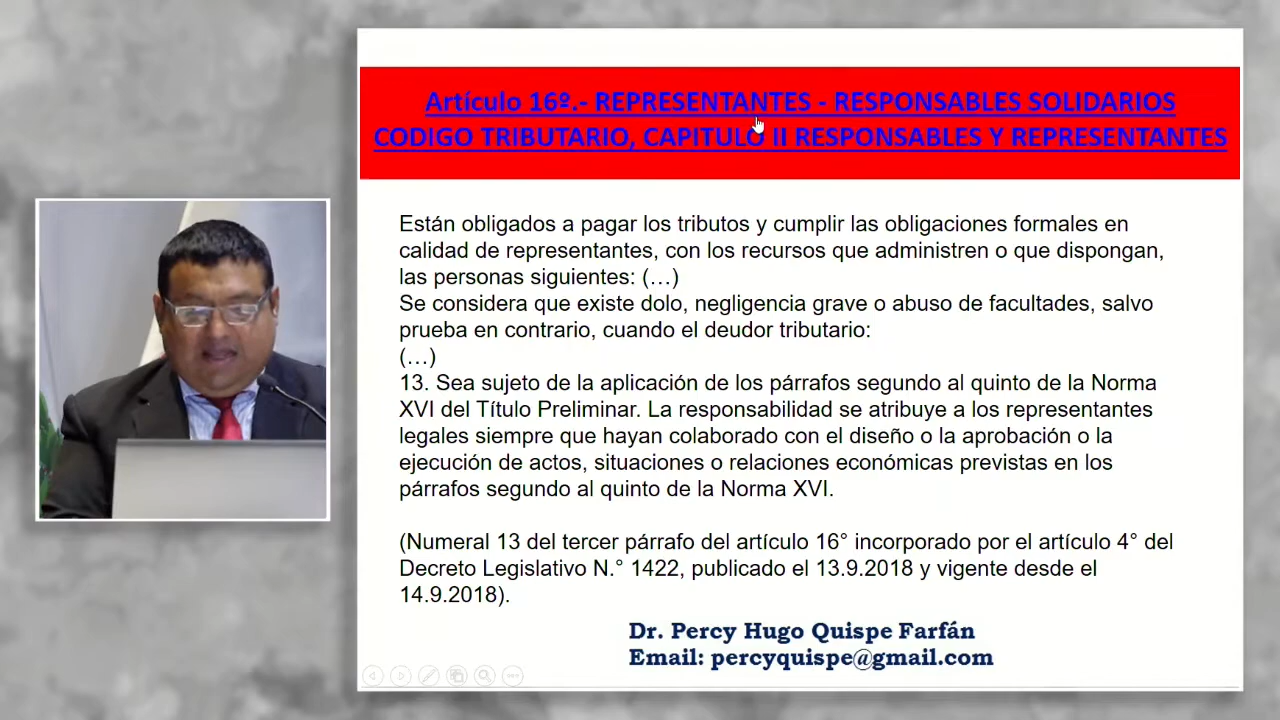 Artículo 16º.- REPRESENTANTES - RESPONSABLES SOLIDARIOS
CODIGO TRIBUTARIO, CAPITULO II RESPONSABLES Y REPRESENTANTES
Están obligados a pagar los tributos y cumplir las obligaciones formales en
calidad de representantes, con los recursos que administren o que dispongan,
las personas siguientes: (…)
Se considera que existe dolo, negligencia grave o abuso de facultades, salvo
prueba en contrario, cuando el deudor tributario:
(…)
13. Sea sujeto de la aplicación de los párrafos segundo al quinto de la Norma
XVI del Título Preliminar. La responsabilidad se atribuye a los representantes
legales siempre que hayan colaborado con el diseño o la aprobación o la
ejecución de actos, situaciones o relaciones económicas previstas en los
párrafos segundo al quinto de la Norma XVI.
(Numeral 13 del tercer párrafo del artículo 16° incorporado por el artículo 4° del
Decreto Legislativo N.° 1422, publicado el 13.9.2018 y vigente desde el
14.9.2018).
Dr. Percy Hugo Quispe Farfán
Email: percyquispe@gmail.com